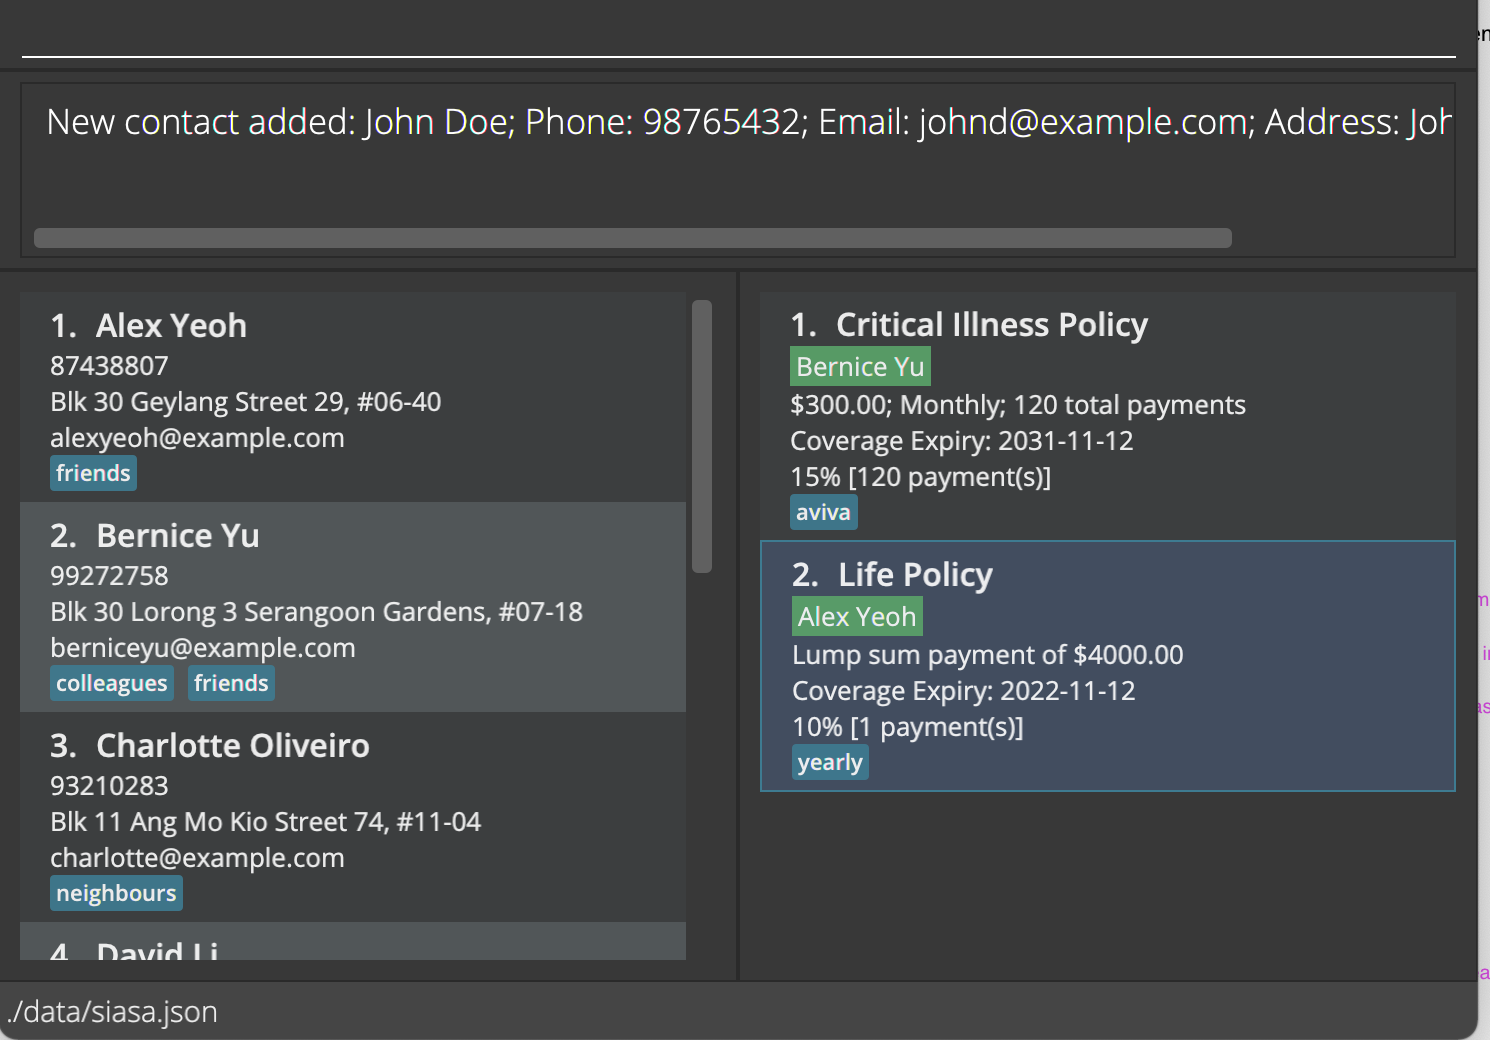 New contact added: John Doe; Phone: 98765432; Email: johnd@example.com; Address:
1. Alex Yeoh
87438807
Blk 30 Geylang Street 29, #06-40
alexyeoh@example.com
friends
2. Bernice Yu
99272758
Blk 30 Lorong 3 Serangoon Gardens, #07-18
berniceyu@example.com
colleagues friends
3. Charlotte Oliveiro
93210283
Blk 11 Ang Mo Kio Street 74, #11-04
charlotte@example.com
neighbours
4. David Li
1. Critical Illness Policy
Bernice Yu
$300.00; Monthly; 120 total payments
Coverage Expiry: 2031-11-12
15% [120 payment(s)]
aviva
2. Life Policy
Alex Yeoh
Lump sum payment of $4000.00
Coverage Expiry: 2022-11-12
10% [1 payment(s)]
yearly
./data/siasa.json